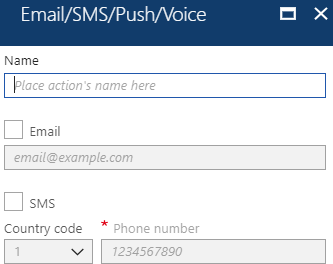 Email/SMS/Push/Voice
Name
Place action's name here
Email
email@example.com
SMS
Country code * Phone number
1 1234567890